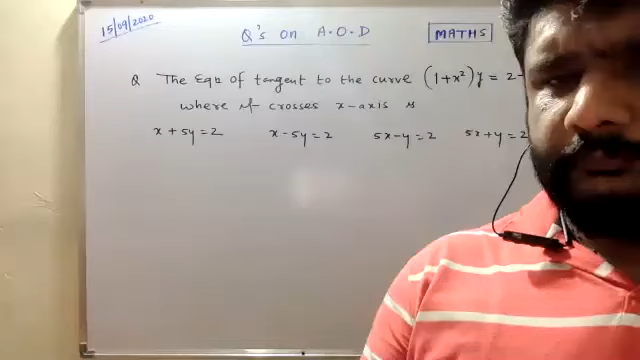 15/09/2020
Q's on A.O.D
MATHS
Q The Eqn of tangent to the curve (1+x²)y = 2-
where it crosses x-axis is
x + 5y = 2 x - 5y = 2 5x - y = 2 5x + y = 2